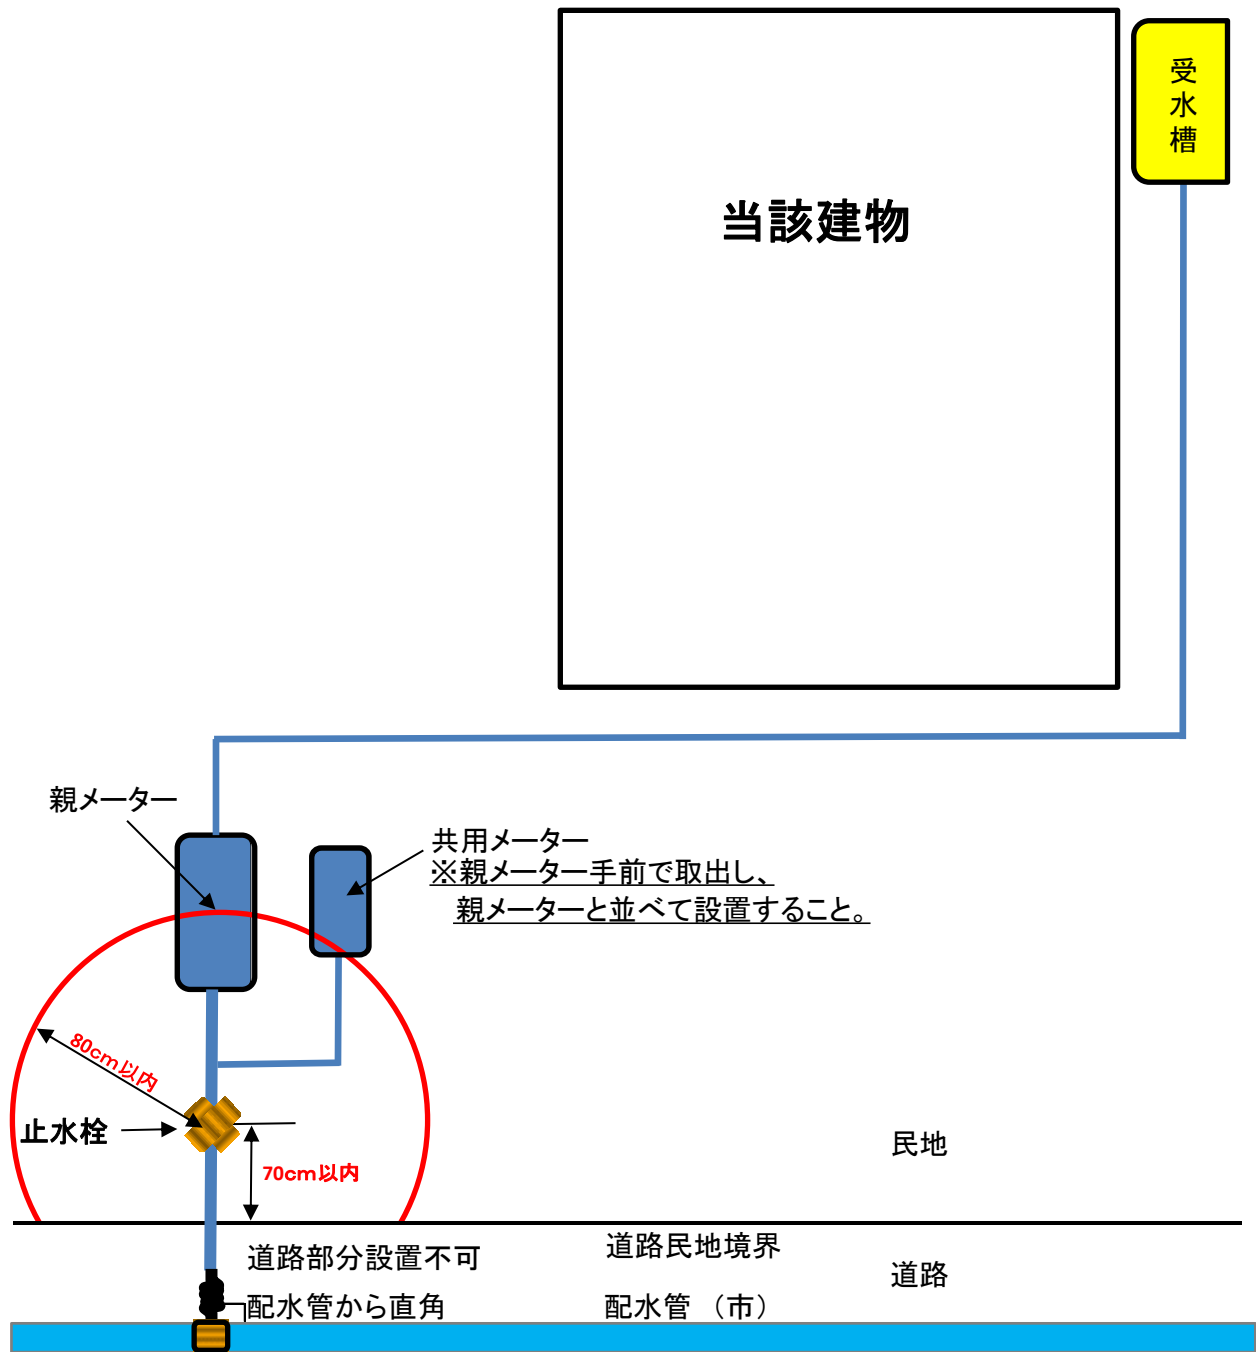 受水槽
当該建物
親メーター
共用メーター
※親メーター手前で取出し、
親メーターと並べて設置すること。
80cm以内
止水栓
70cm以内
民地
道路部分設置不可
道路民地境界
道路
配水管から直角
配水管 （市）